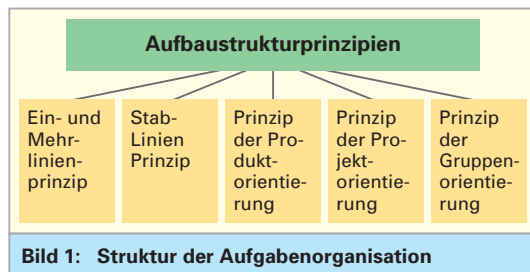 Aufbaustrukturprinzipien
Ein- und
Mehr-
linien-
prinzip
Stab-
Linien
Prinzip
Prinzip
der Pro-
dukt-
orientie-
rung
Prinzip
der Pro-
jekt-
orientie-
rung
Prinzip
der
Gruppen-
orientie-
rung
Bild 1: Struktur der Aufgabenorganisation